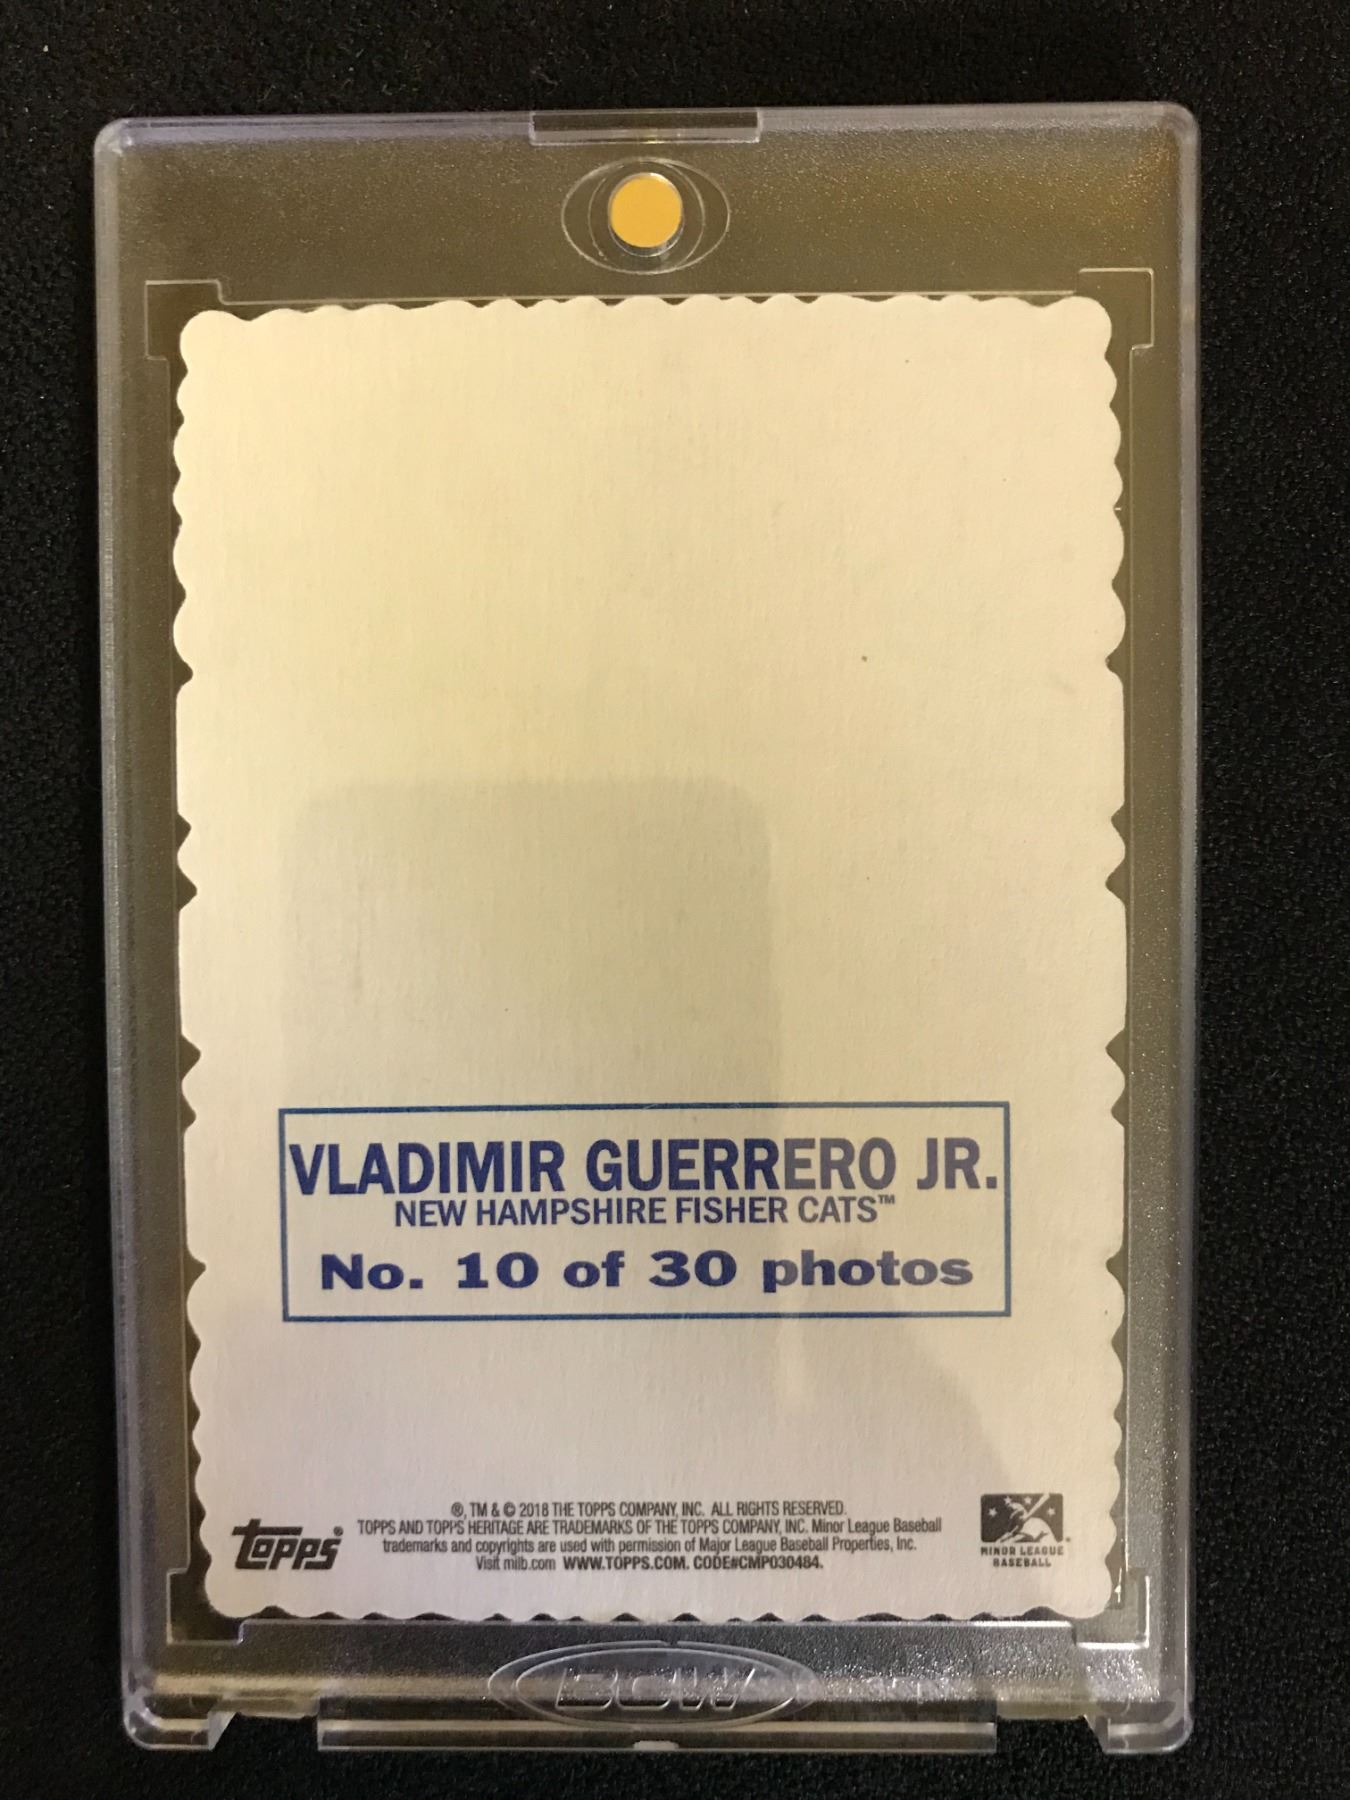 VLADIMIR GUERRERO JR.
NEW HAMPSHIRE FISHER CATS™
No. 10 of 30 photos
®, TM & © 2018 THE TOPPS COMPANY, INC. ALL RIGHTS RESERVED.
TOPPS AND TOPPS HERITAGE ARE TRADEMARKS OF THE TOPPS COMPANY, INC. Minor League Baseball
trademarks and copyrights are used with permission of Major League Baseball Properties, Inc.
Visit milb.com WWW.TOPPS.COM. CODE#CMP030484.
topps®
MINOR LEAGUE
BASEBALL®
BCW